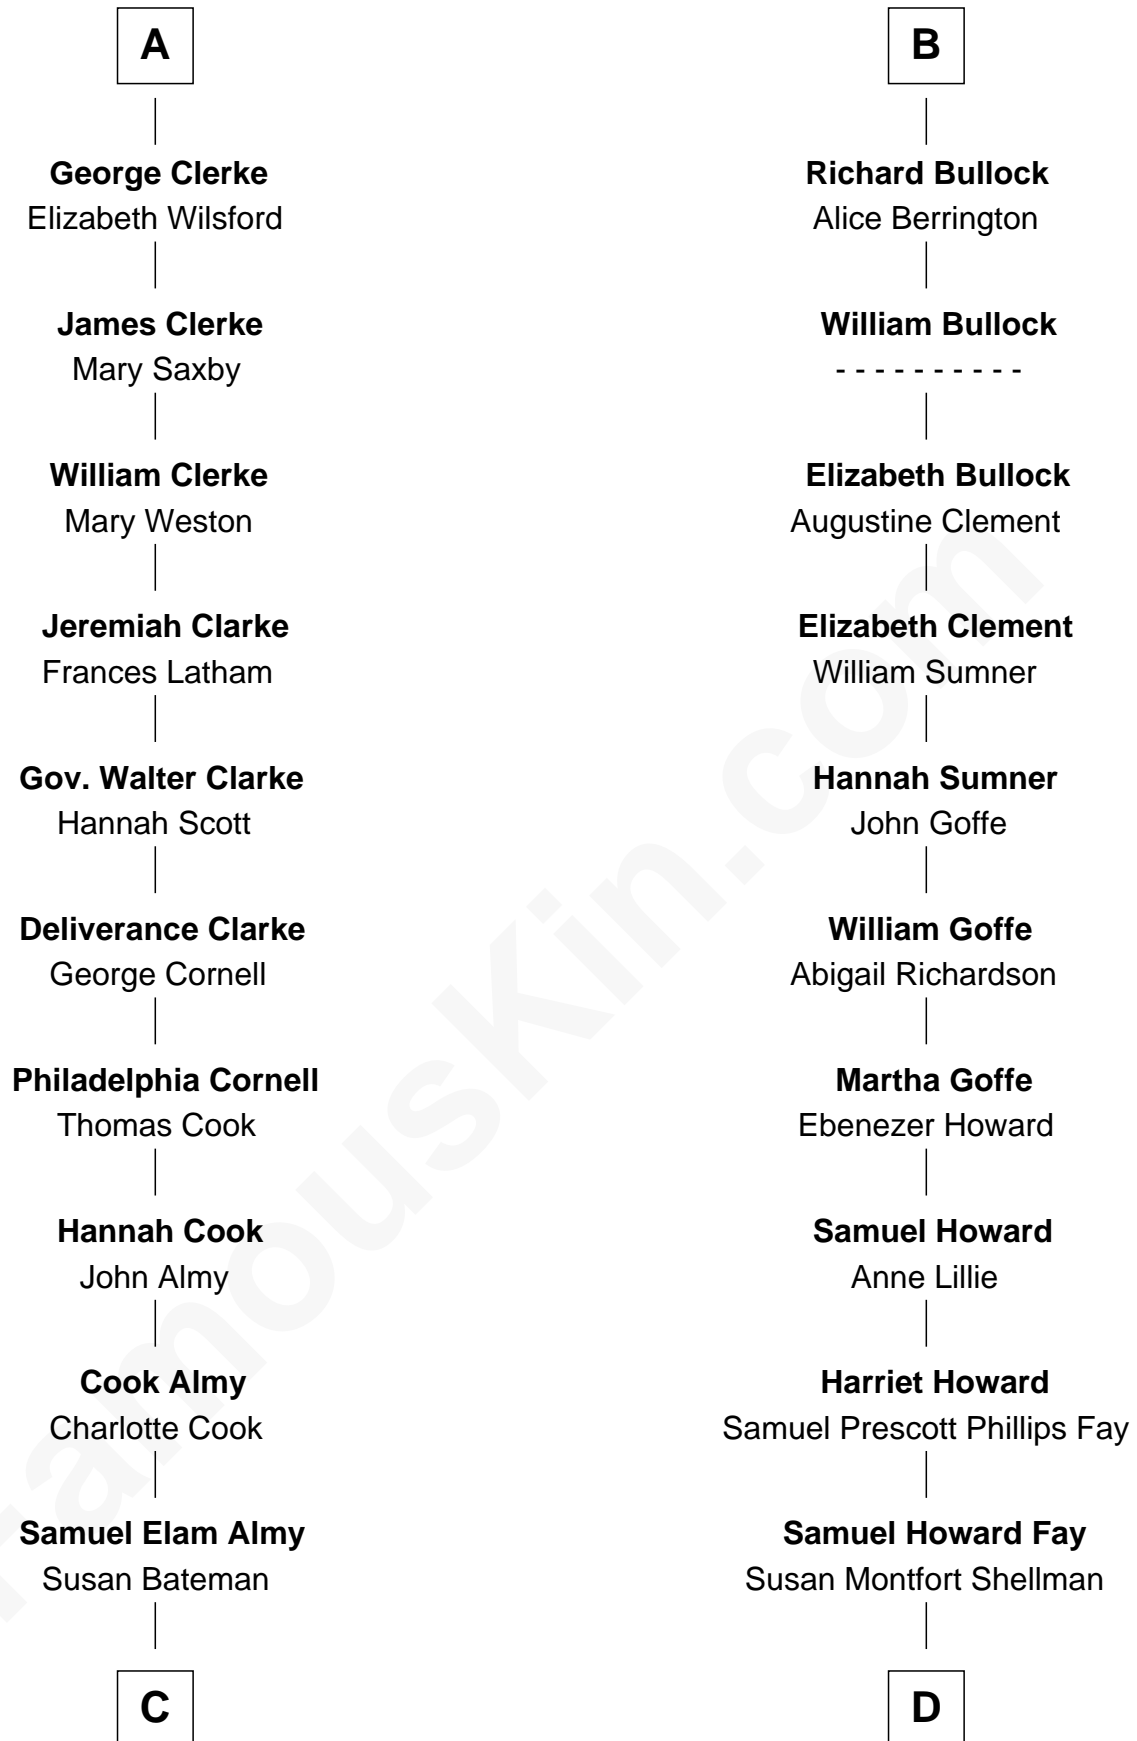 A
George Clerke
Elizabeth Wilsford
James Clerke
Mary Saxby
William Clerke
Mary Weston
Jeremiah Clarke
Frances Latham
Gov. Walter Clarke
Hannah Scott
Deliverance Clarke
George Cornell
Philadelphia Cornell
Thomas Cook
Hannah Cook
John Almy
Cook Almy
Charlotte Cook
Samuel Elam Almy
Susan Bateman
C
B
Richard Bullock
Alice Berrington
William Bullock
- - - - - - - - - -
Elizabeth Bullock
Augustine Clement
Elizabeth Clement
William Sumner
Hannah Sumner
John Goffe
William Goffe
Abigail Richardson
Martha Goffe
Ebenezer Howard
Samuel Howard
Anne Lillie
Harriet Howard
Samuel Prescott Phillips Fay
Samuel Howard Fay
Susan Montfort Shellman
D
FamousKin.com